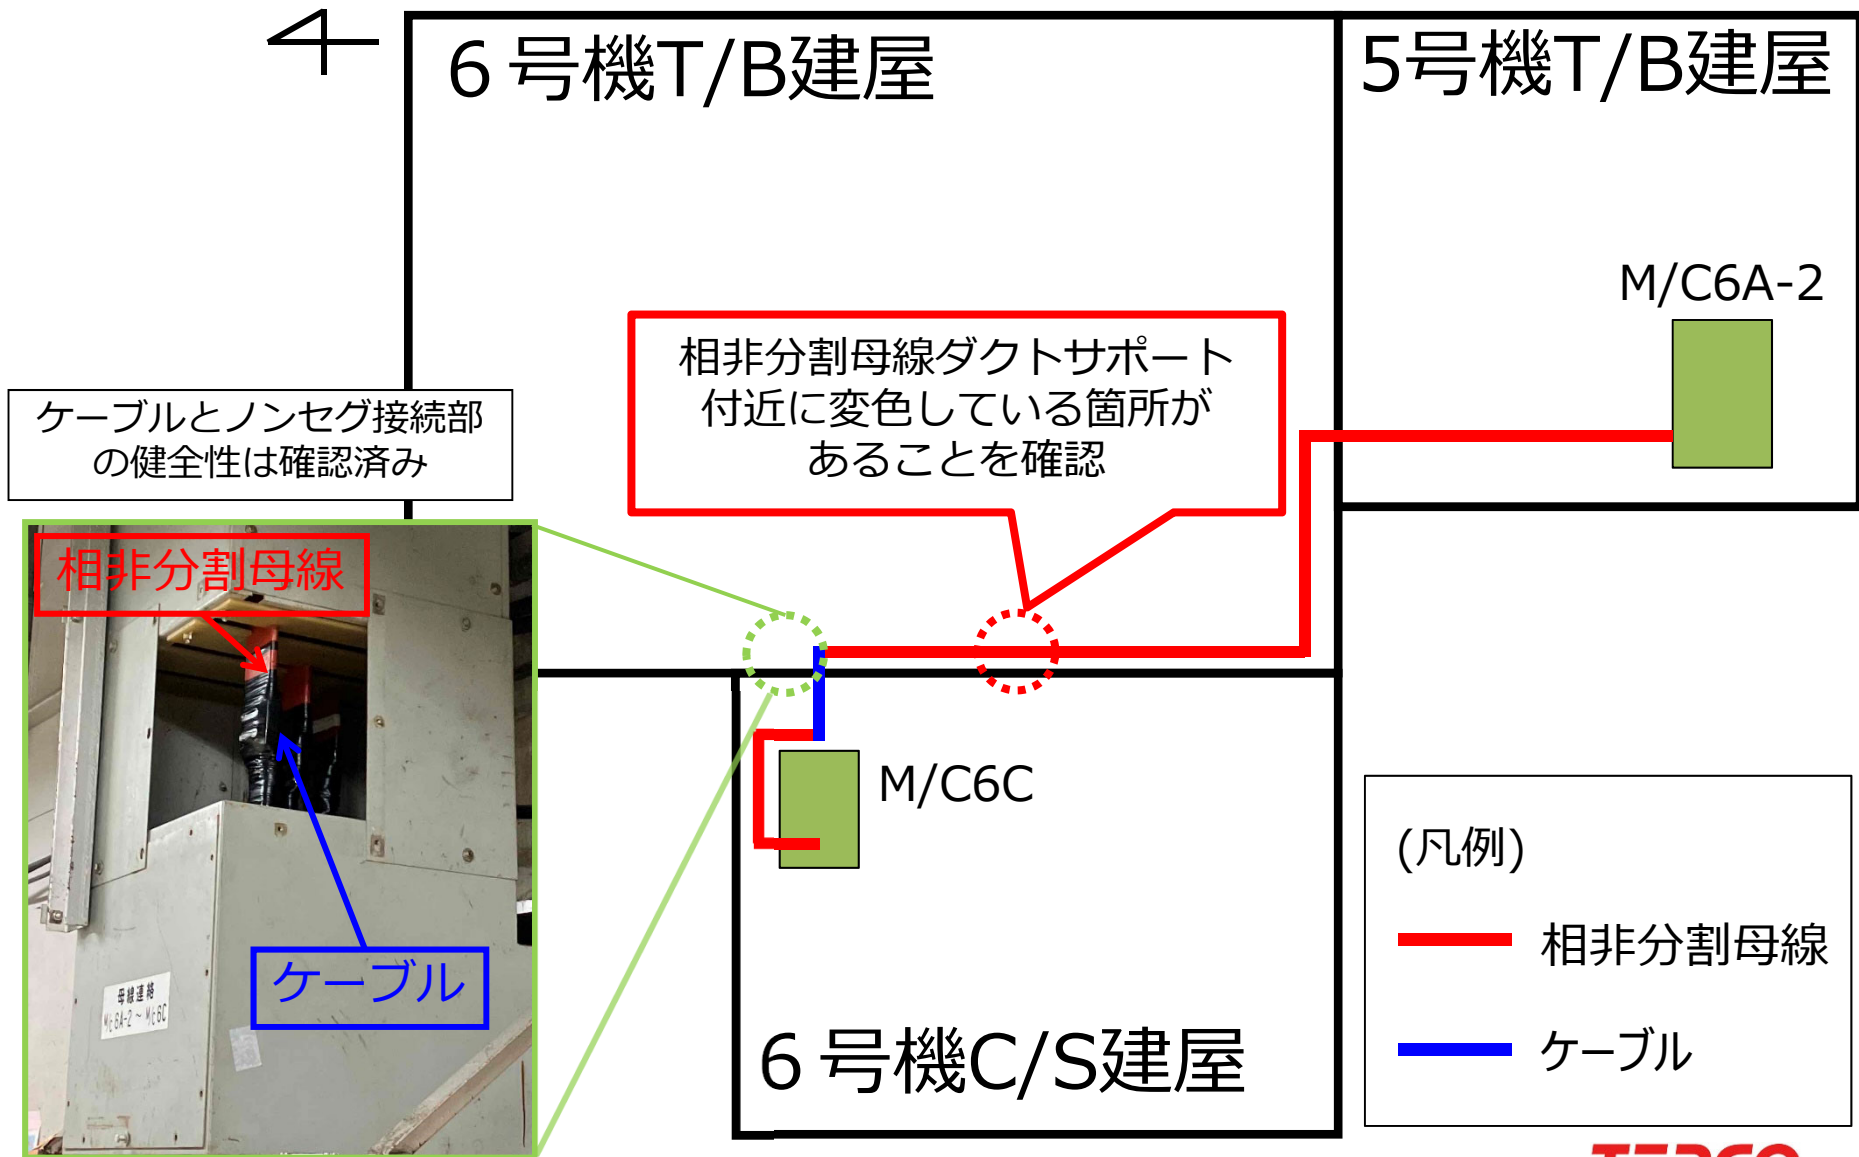 6号機T/B建屋
5号機T/B建屋
M/C6A-2
相非分割母線ダクトサポート
付近に変色している箇所が
あることを確認
ケーブルとノンセグ接続部
の健全性は確認済み
相非分割母線
ケーブル
母線連絡
M/C6A-2~M/C6C
M/C6C
6号機C/S建屋
(凡例)
相非分割母線
ケーブル
TEPCO